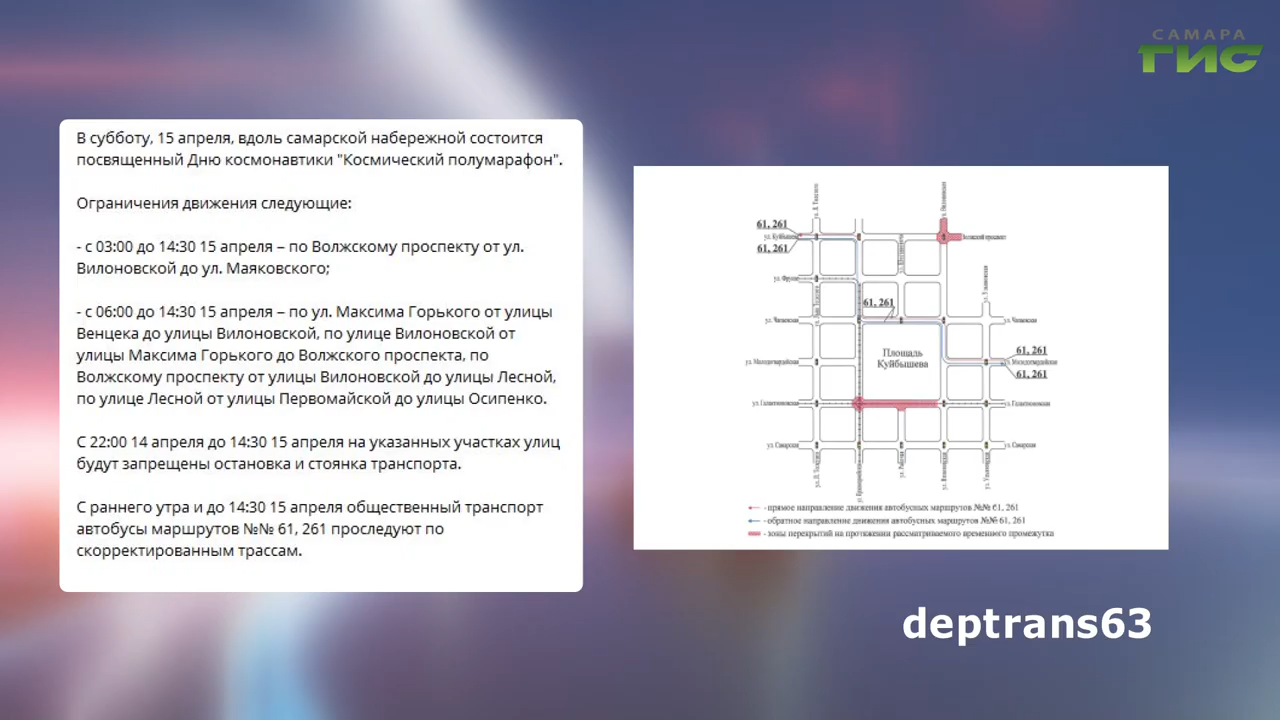 САМАРА
ГИС
В субботу, 15 апреля, вдоль самарской набережной состоится
посвященный Дню космонавтики "Космический полумарафон".
Ограничения движения следующие:
- с 03:00 до 14:30 15 апреля – по Волжскому проспекту от ул.
Вилоновской до ул. Маяковского;
- с 06:00 до 14:30 15 апреля – по ул. Максима Горького от улицы
Венцека до улицы Вилоновской, по улице Вилоновской от
улицы Максима Горького до Волжского проспекта, по
Волжскому проспекту от улицы Вилоновской до улицы Лесной,
по улице Лесной от улицы Первомайской до улицы Осипенко.
С 22:00 14 апреля до 14:30 15 апреля на указанных участках улиц
будут запрещены остановка и стоянка транспорта.
С раннего утра и до 14:30 15 апреля общественный транспорт
автобусы маршрутов №№ 61, 261 проследуют по
скорректированным трассам.
61, 261
ул. Куйбышева
61, 261
Волжский проспект
ул. Фрунзе
61, 261
ул. Чапаевская
ул. Чапаевская
Площадь
Куйбышева
61, 261
ул. Молодогвардейская
ул. Молодогвардейская
61, 261
ул. Галактионовская
ул. Галактионовская
ул. Самарская
ул. Самарская
- прямое направление движения автобусных маршрутов №№ 61, 261
- обратное направление движения автобусных маршрутов №№ 61, 261
- зоны перекрытий на протяжении рассматриваемого временного промежутка
deptrans63